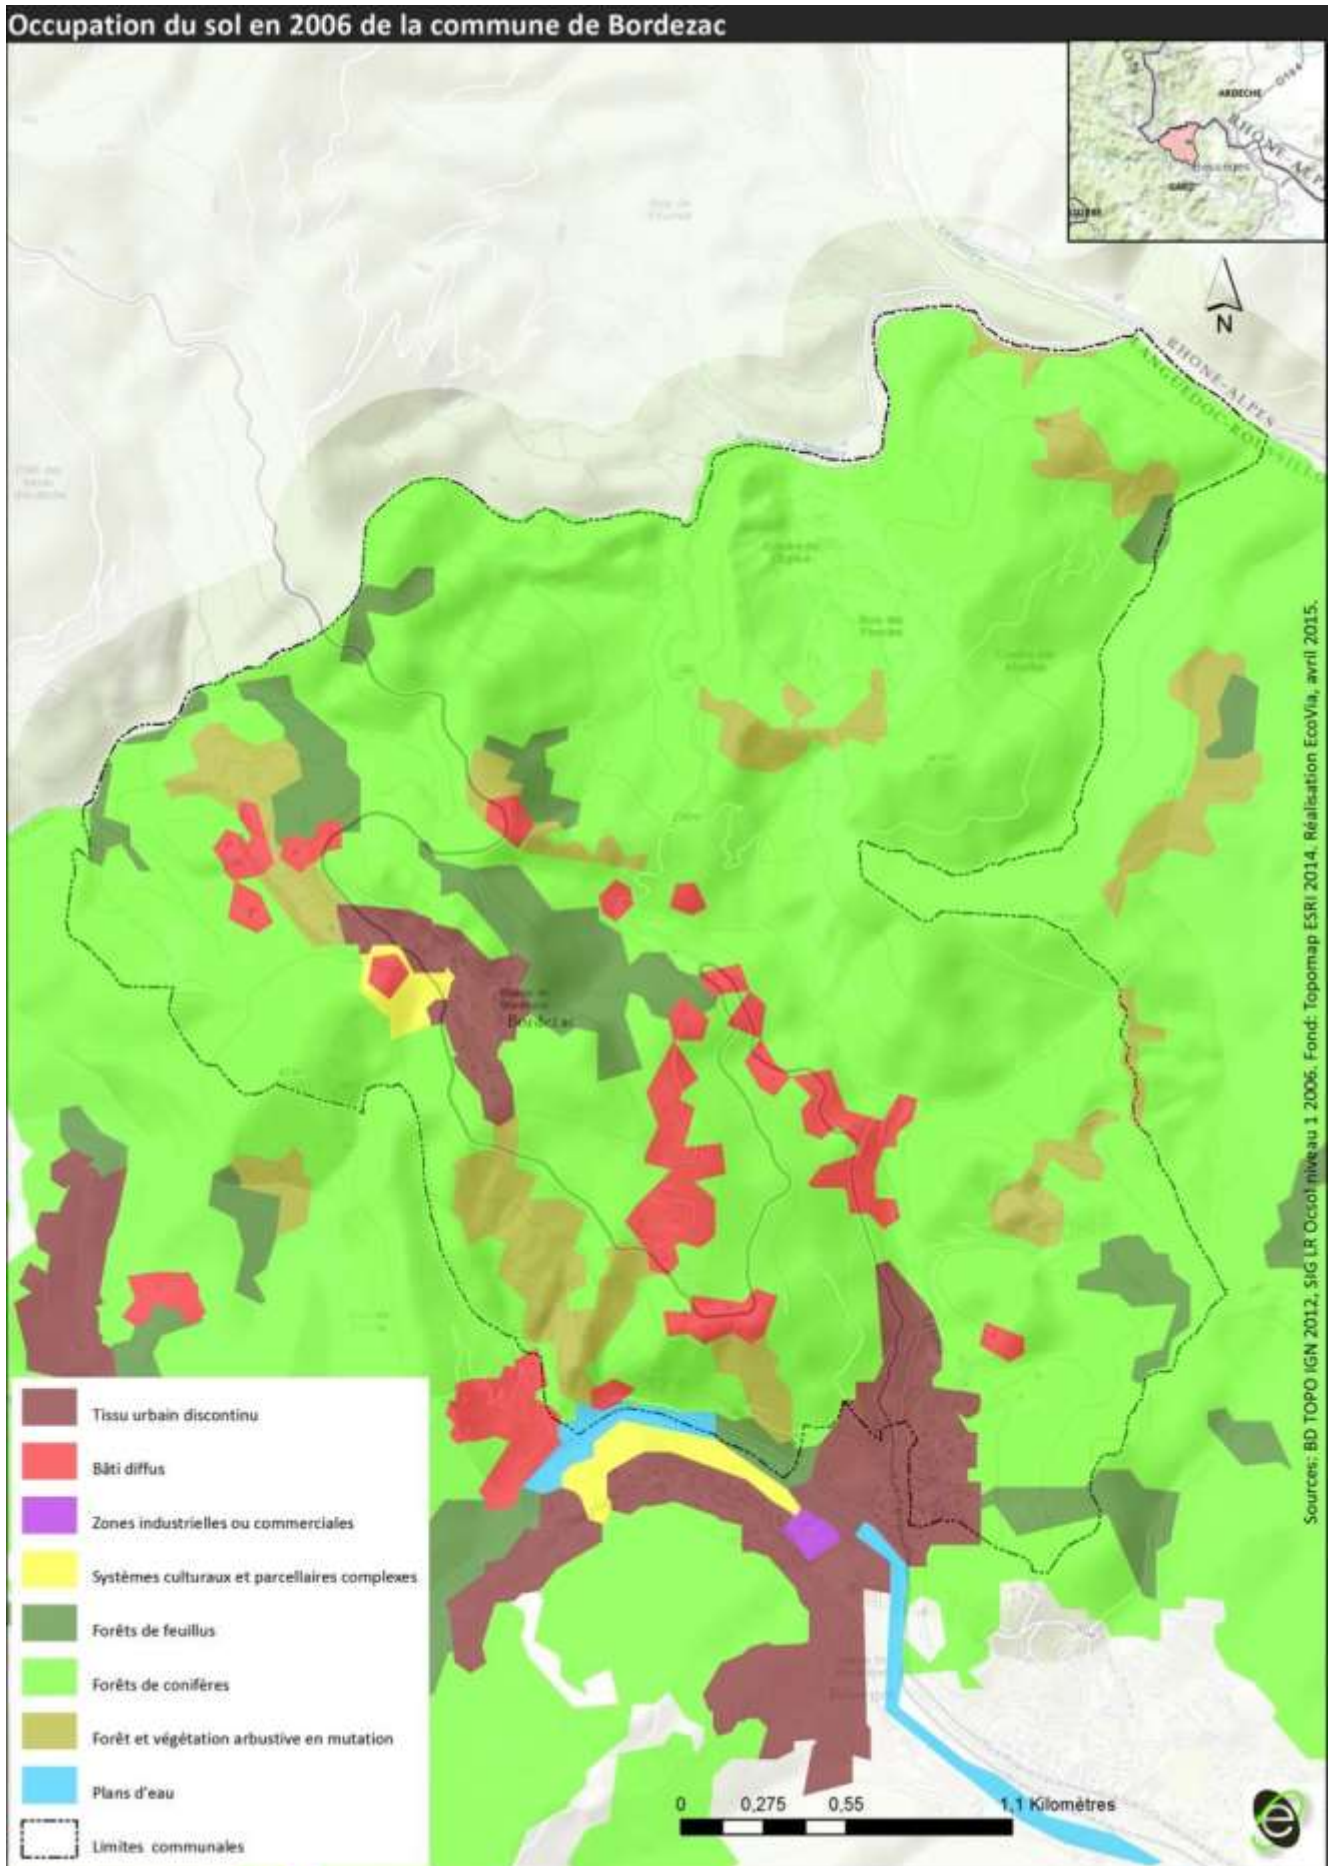 Occupation du sol en 2006 de la commune de Bordezac
ARDECHE
RHÔNE-ALPE
GARD
N
RHONE-ALPES
LANGUEDOC-ROUSSILLO
Bordezac
Tissu urbain discontinu
Bâti diffus
Zones industrielles ou commerciales
Systèmes culturaux et parcellaires complexes
Forêts de feuillus
Forêts de conifères
Forêt et végétation arbustive en mutation
Plans d'eau
Limites communales
0 0,275 0,55 1,1 Kilomètres
Sources: BD TOPO IGN 2012, SIG LR Ocsol niveau 1 2006. Fond: Topomap ESRI 2014. Réalisation EcoVia, avril 2015.